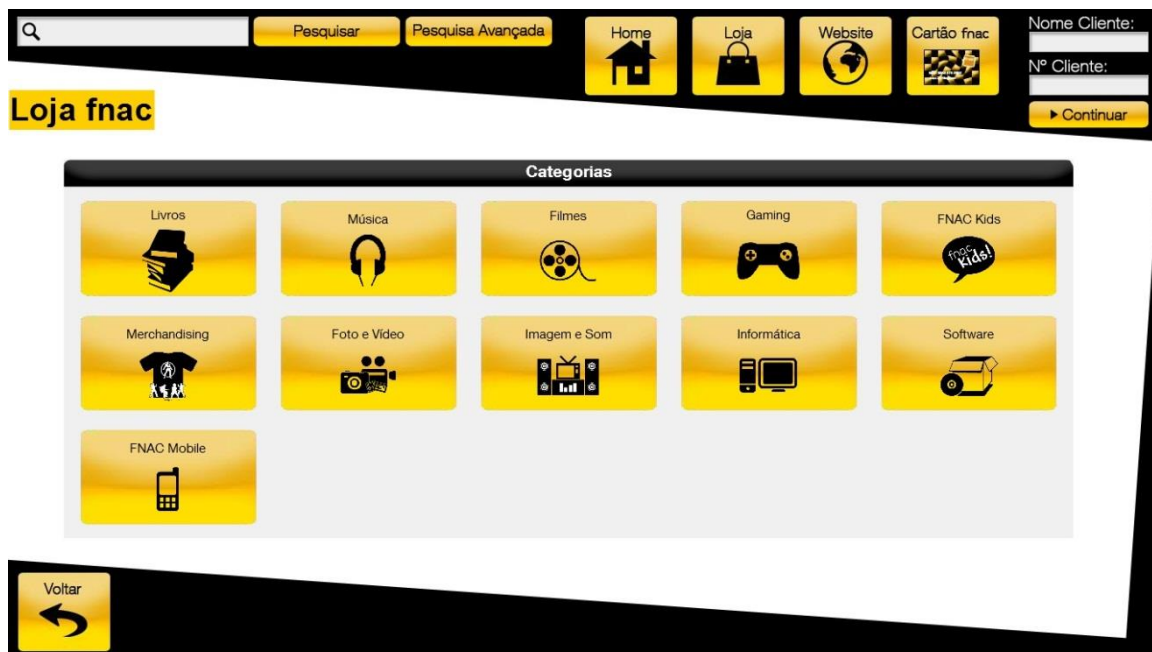 Pesquisar
Pesquisa Avançada
Home
Loja
Website
Cartão fnac
Nome Cliente:
Nº Cliente:
Continuar
Loja fnac
Categorias
Livros
Música
Filmes
Gaming
FNAC Kids
fnac
Kids!
Merchandising
Foto e Vídeo
Imagem e Som
Informática
Software
FNAC Mobile
Voltar